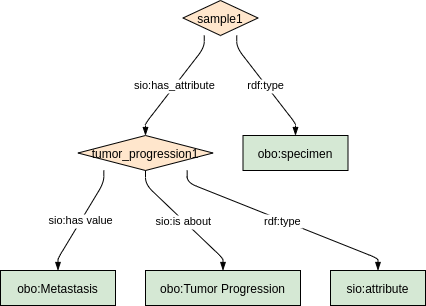 sample1
sio:has_attribute
rdf:type
tumor_progression1
obo:specimen
sio:has value
sio:is about
rdf:type
obo:Metastasis
obo:Tumor Progression
sio:attribute